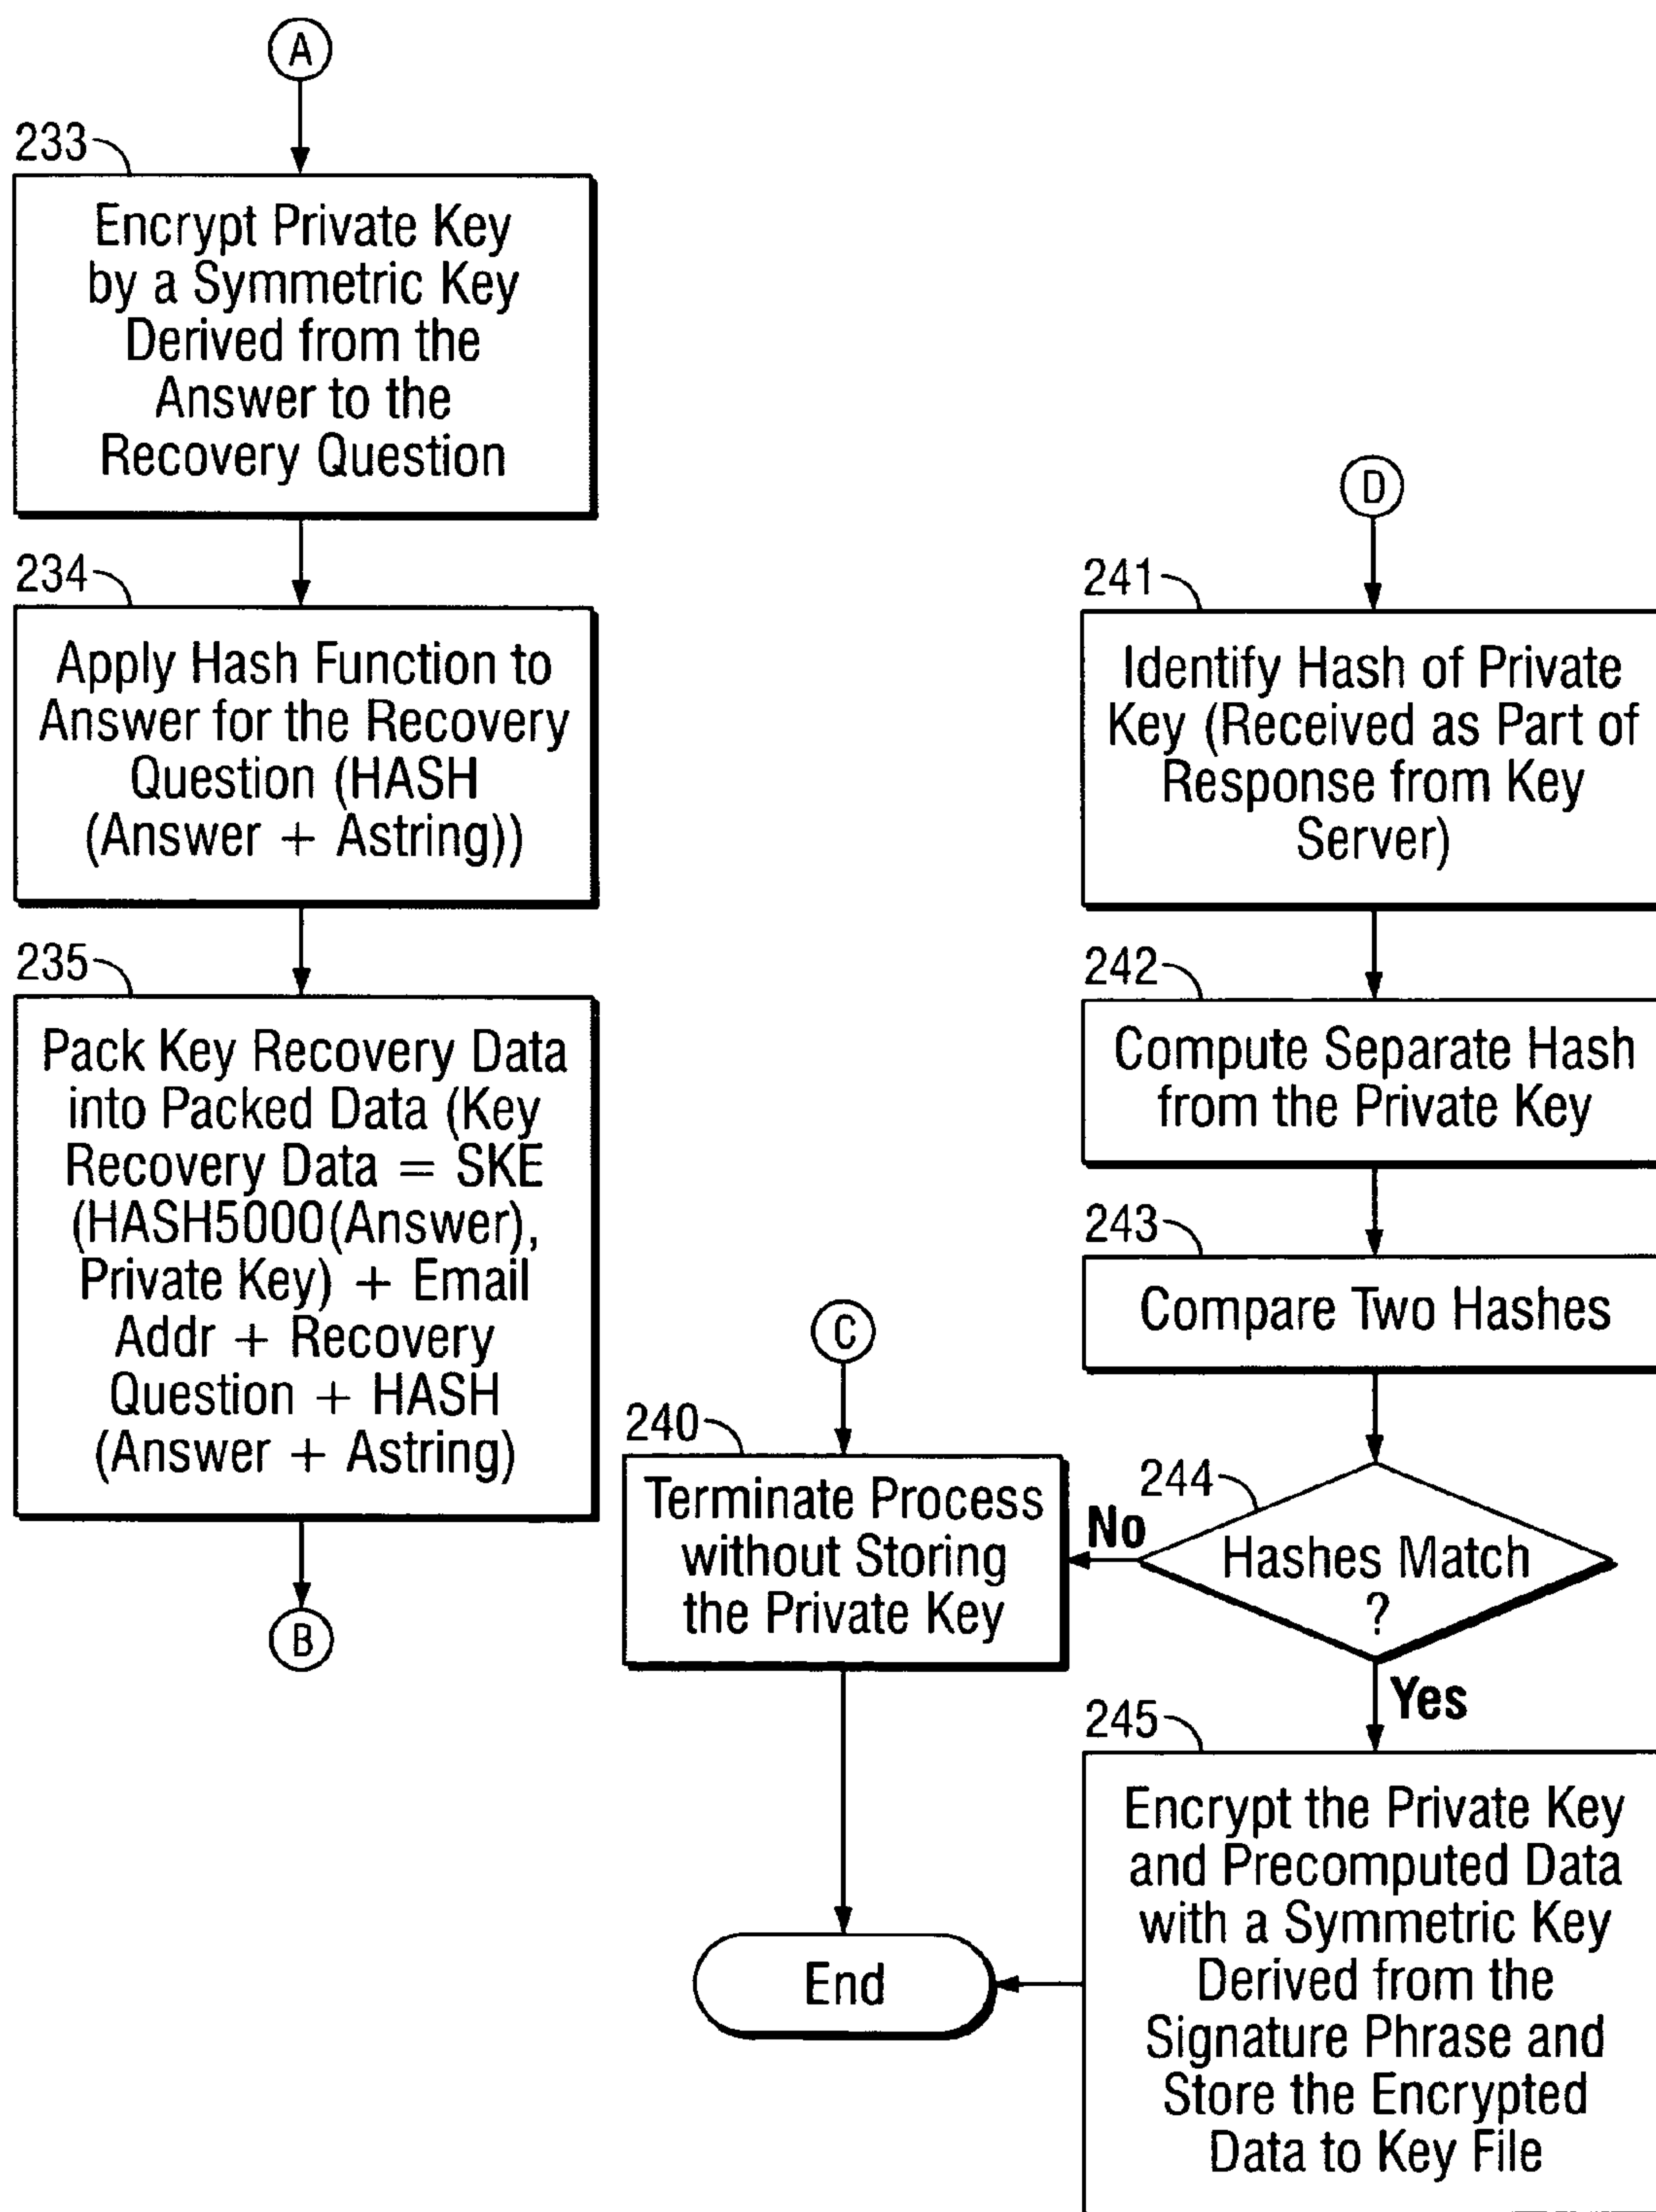 A
233
Encrypt Private Key
by a Symmetric Key
Derived from the
Answer to the
Recovery Question
234
Apply Hash Function to
Answer for the Recovery
Question (HASH
(Answer + Astring))
235
Pack Key Recovery Data
into Packed Data (Key
Recovery Data = SKE
(HASH5000(Answer),
Private Key) + Email
Addr + Recovery
Question + HASH
(Answer + Astring)
B
C
240
Terminate Process
without Storing
the Private Key
End
D
241
Identify Hash of Private
Key (Received as Part of
Response from Key
Server)
242
Compute Separate Hash
from the Private Key
243
Compare Two Hashes
244
Hashes Match
?
No
Yes
245
Encrypt the Private Key
and Precomputed Data
with a Symmetric Key
Derived from the
Signature Phrase and
Store the Encrypted
Data to Key File